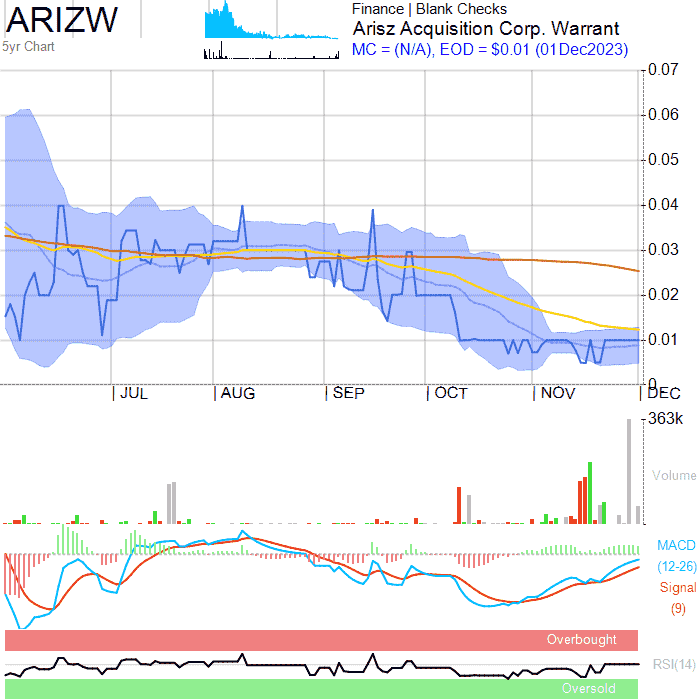 ARIZW
5yr Chart
Finance | Blank Checks
Arisz Acquisition Corp. Warrant
MC = (N/A), EOD = $0.01 (01Dec2023)
0.07
0.06
0.05
0.04
0.03
0.02
0.01
0
JUL AUG SEP OCT NOV DEC
363k
Volume
MACD
(12-26)
Signal
(9)
Overbought
RSI(14)
Oversold